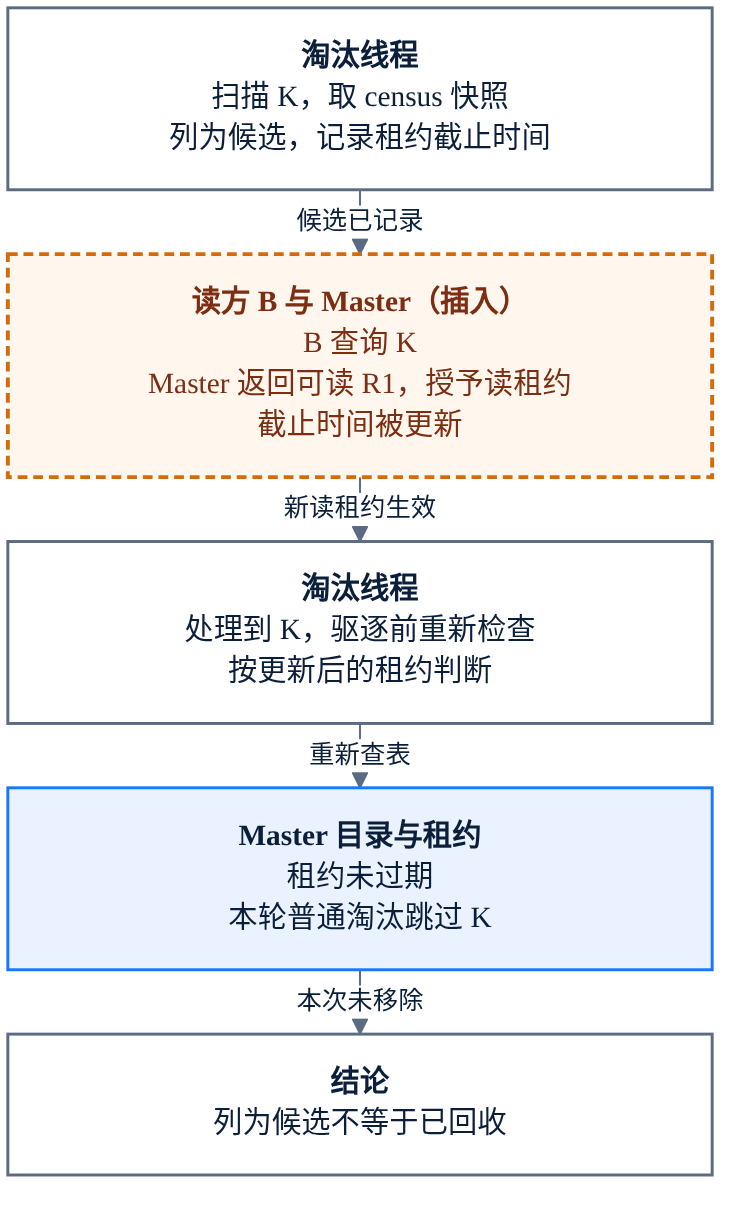 淘汰线程
扫描 K，取 census 快照
列为候选，记录租约截止时间
候选已记录
读方 B 与 Master（插入）
B 查询 K
Master 返回可读 R1，授予读租约
截止时间被更新
新读租约生效
淘汰线程
处理到 K，驱逐前重新检查
按更新后的租约判断
重新查表
Master 目录与租约
租约未过期
本轮普通淘汰跳过 K
本次未移除
结论
列为候选不等于已回收